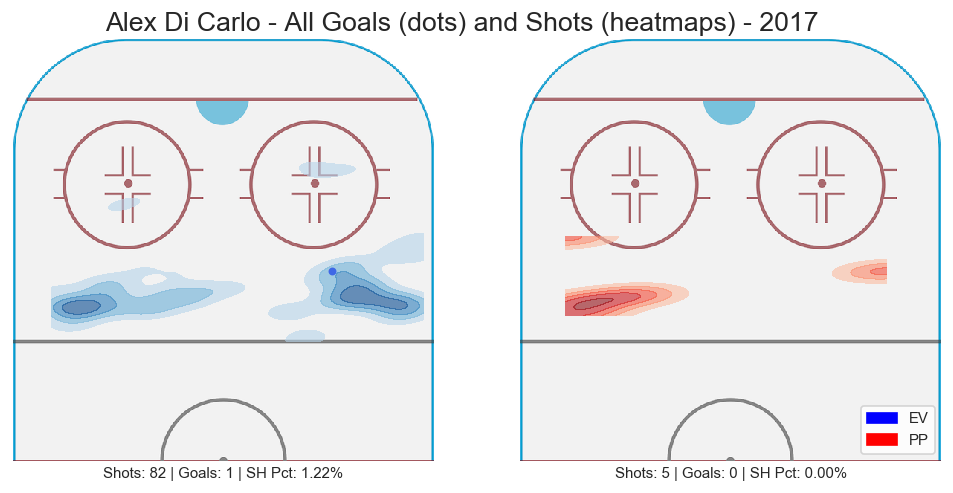 Alex Di Carlo - All Goals (dots) and Shots (heatmaps) - 2017
EV
PP
Shots: 82 | Goals: 1 | SH Pct: 1.22%
Shots: 5 | Goals: 0 | SH Pct: 0.00%